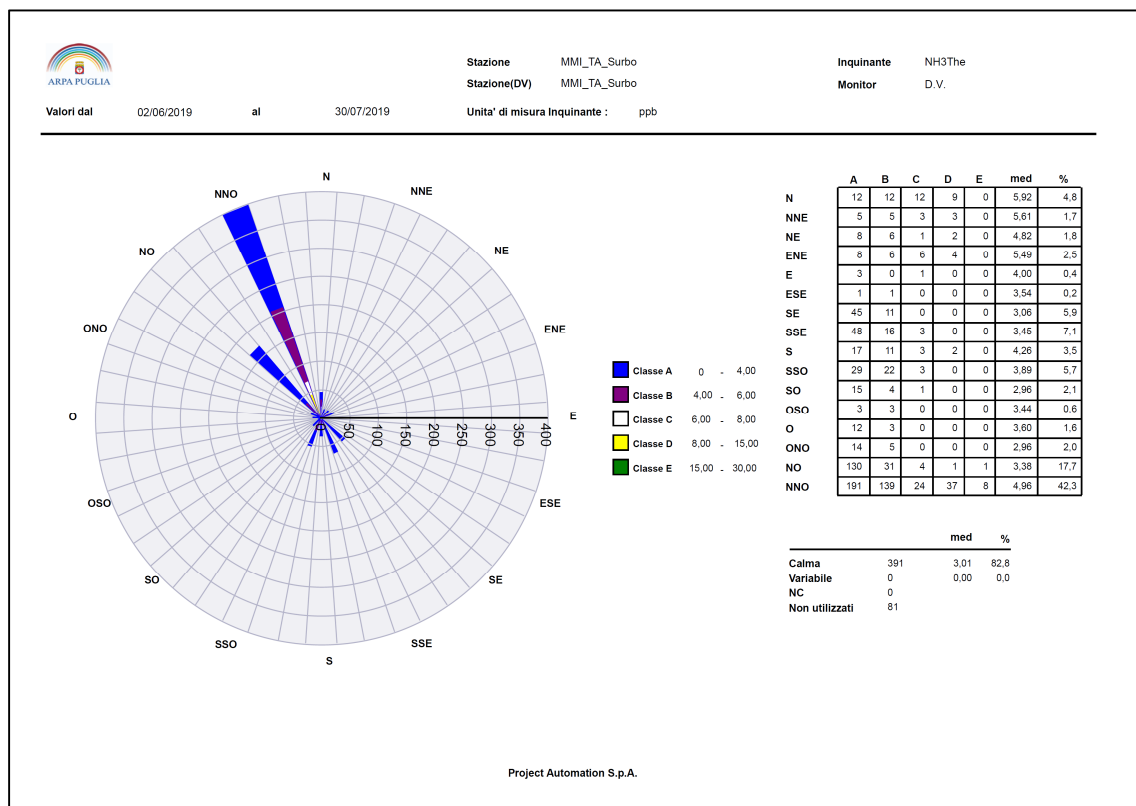 ARPA PUGLIA
Stazione MMI_TA_Surbo Inquinante NH3The
Stazione(DV) MMI_TA_Surbo Monitor D.V.
Valori dal 02/06/2019 al 30/07/2019 Unita' di misura Inquinante : ppb
N
NNE
NE
ENE
E
ESE
SE
SSE
S
SSO
SO
OSO
O
ONO
NO
NNO
0 50 100 150 200 250 300 350 400
Classe A 0 - 4,00
Classe B 4,00 - 6,00
Classe C 6,00 - 8,00
Classe D 8,00 - 15,00
Classe E 15,00 - 30,00
A B C D E med %
N 12 12 12 9 0 5,92 4,8
NNE 5 5 3 3 0 5,61 1,7
NE 8 6 1 2 0 4,82 1,8
ENE 8 6 6 4 0 5,49 2,5
E 3 0 1 0 0 4,00 0,4
ESE 1 1 0 0 0 3,54 0,2
SE 45 11 0 0 0 3,06 5,9
SSE 48 16 3 0 0 3,45 7,1
S 17 11 3 2 0 4,26 3,5
SSO 29 22 3 0 0 3,89 5,7
SO 15 4 1 0 0 2,96 2,1
OSO 3 3 0 0 0 3,44 0,6
O 12 3 0 0 0 3,60 1,6
ONO 14 5 0 0 0 2,96 2,0
NO 130 31 4 1 1 3,38 17,7
NNO 191 139 24 37 8 4,96 42,3
med %
Calma 391 3,01 82,8
Variabile 0 0,00 0,0
NC 0
Non utilizzati 81
Project Automation S.p.A.